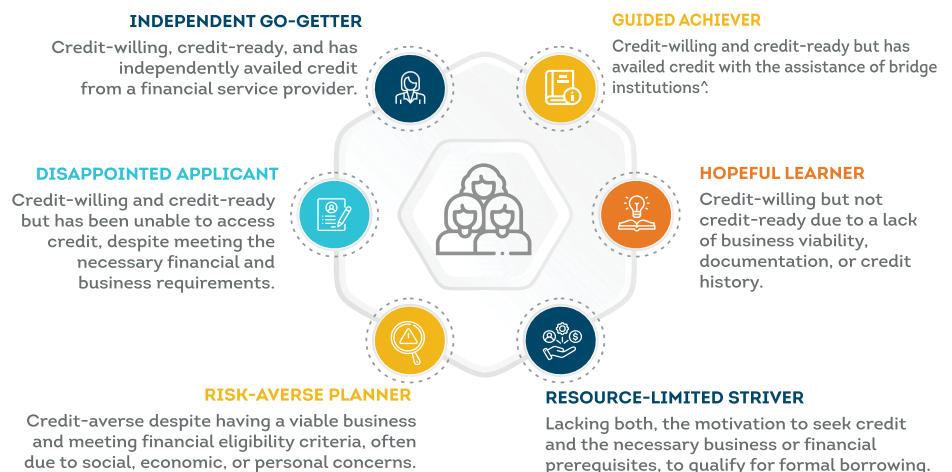 INDEPENDENT GO-GETTER
Credit-willing, credit-ready, and has
independently availed credit
from a financial service provider.
GUIDED ACHIEVER
Credit-willing and credit-ready but has
availed credit with the assistance of bridge
institutions^.
DISAPPOINTED APPLICANT
Credit-willing and credit-ready
but has been unable to access
credit, despite meeting the
necessary financial and
business requirements.
HOPEFUL LEARNER
Credit-willing but not
credit-ready due to a lack
of business viability,
documentation, or credit
history.
RISK-AVERSE PLANNER
Credit-averse despite having a viable business
and meeting financial eligibility criteria, often
due to social, economic, or personal concerns.
RESOURCE-LIMITED STRIVER
Lacking both, the motivation to seek credit
and the necessary business or financial
prerequisites, to qualify for formal borrowing.